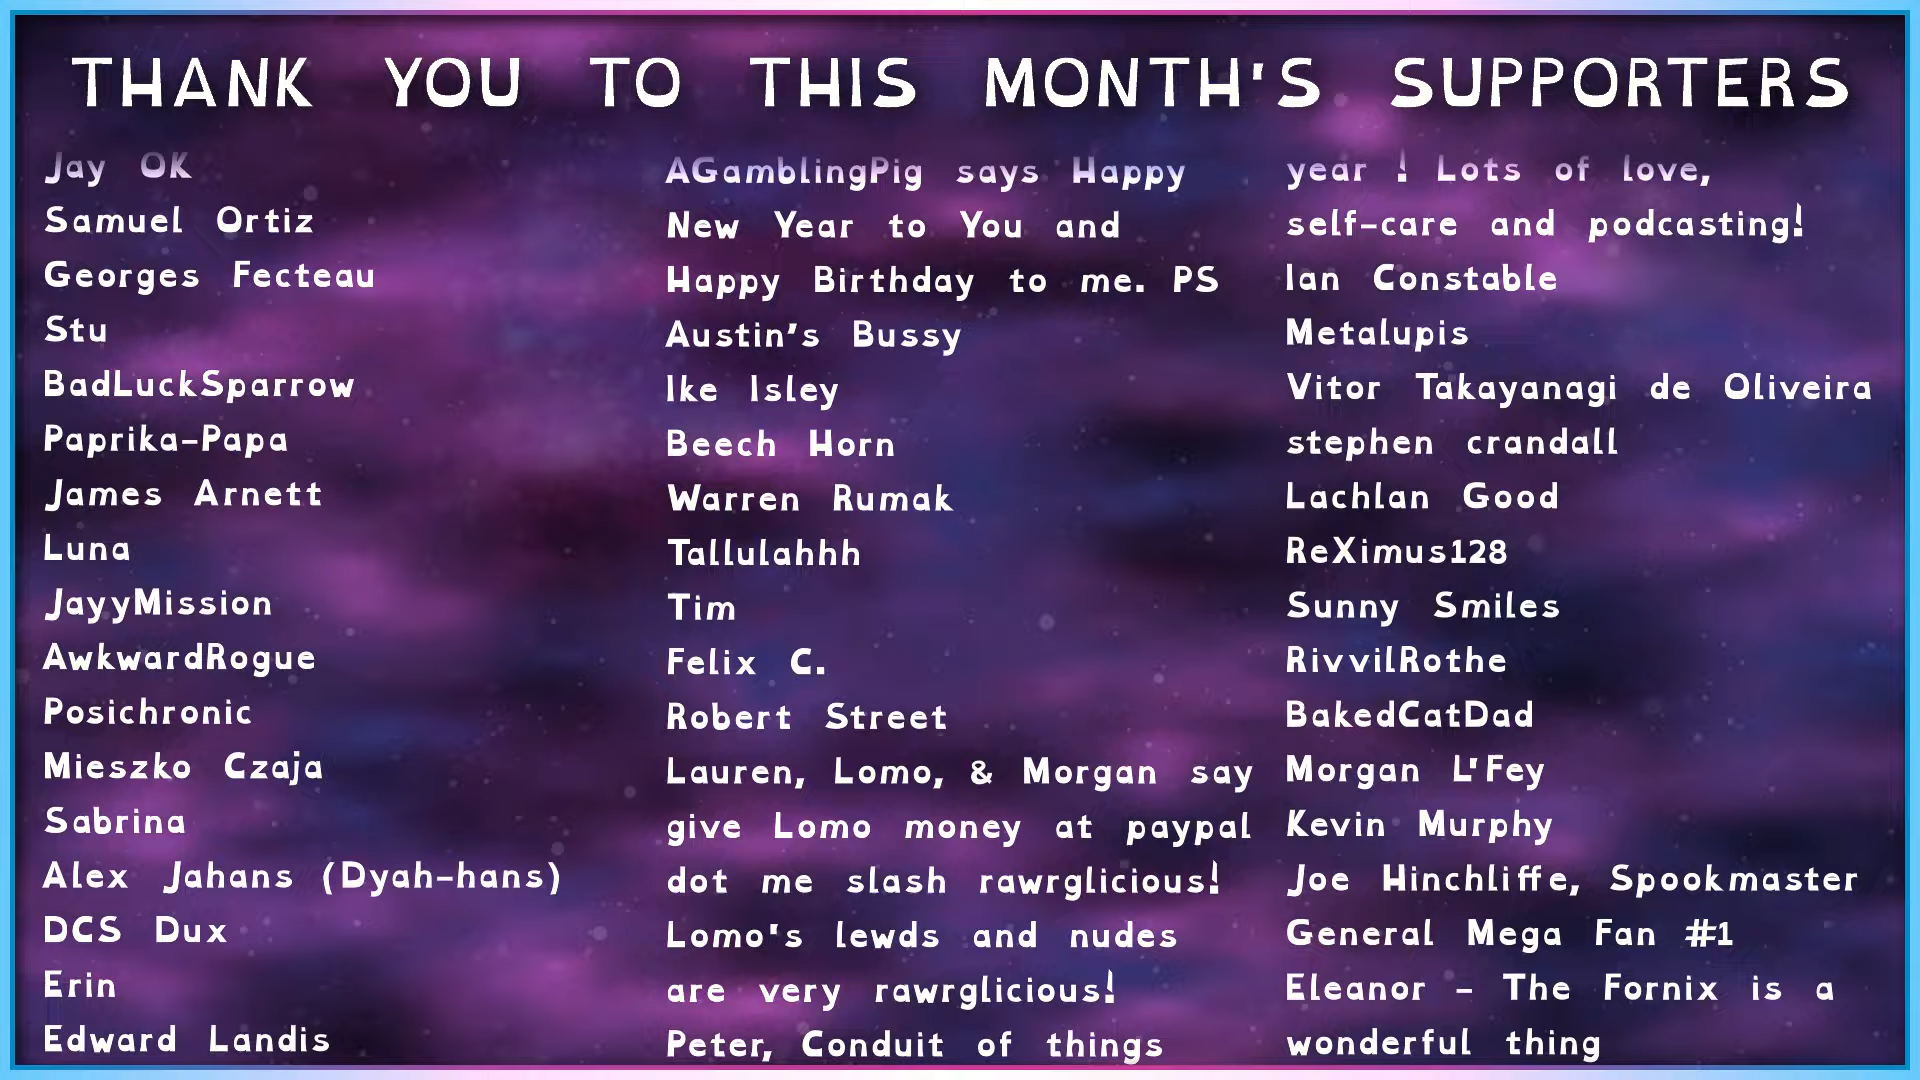 THANK YOU TO THIS MONTH'S SUPPORTERS
Jay OK
Samuel Ortiz
Georges Fecteau
Stu
BadLuckSparrow
Paprika-Papa
James Arnett
Luna
JayyMission
AwkwardRogue
Posichronic
Mieszko Czaja
Sabrina
Alex Jahans (Dyah-hans)
DCS Dux
Erin
Edward Landis
AGamblingPig says Happy
New Year to You and
Happy Birthday to me. PS
Austin's Bussy
Ike Isley
Beech Horn
Warren Rumak
Tallulahhh
Tim
Felix C.
Robert Street
Lauren, Lomo, & Morgan say
give Lomo money at paypal
dot me slash rawrglicious!
Lomo's lewds and nudes
are very rawrglicious!
Peter, Conduit of things
year ! Lots of love,
self-care and podcasting!
Ian Constable
Metalupis
Vitor Takayanagi de Oliveira
stephen crandall
Lachlan Good
ReXimus128
Sunny Smiles
RivvilRothe
BakedCatDad
Morgan L'Fey
Kevin Murphy
Joe Hinchliffe, Spookmaster
General Mega Fan #1
Eleanor - The Fornix is a
wonderful thing